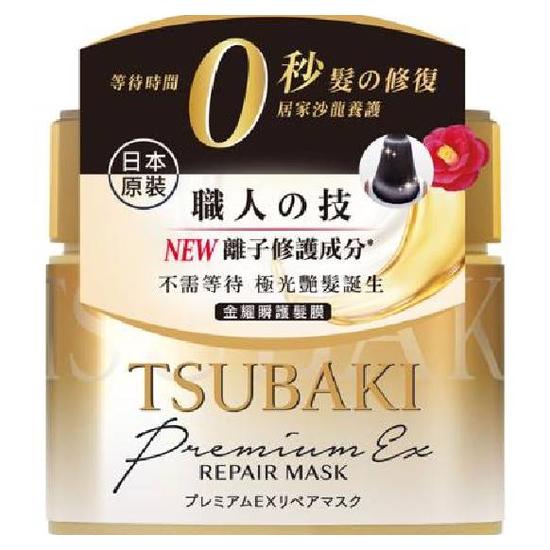 等待時間 0 秒 髮の修復
居家沙龍養護
日本
原裝
職人の技
NEW 離子修護成分*
不需等待 極光艷髮誕生
金耀瞬護髮膜
TSUBAKI
TSUBAKI
Premium Ex
REPAIR MASK
プレミアムEXリペアマスク